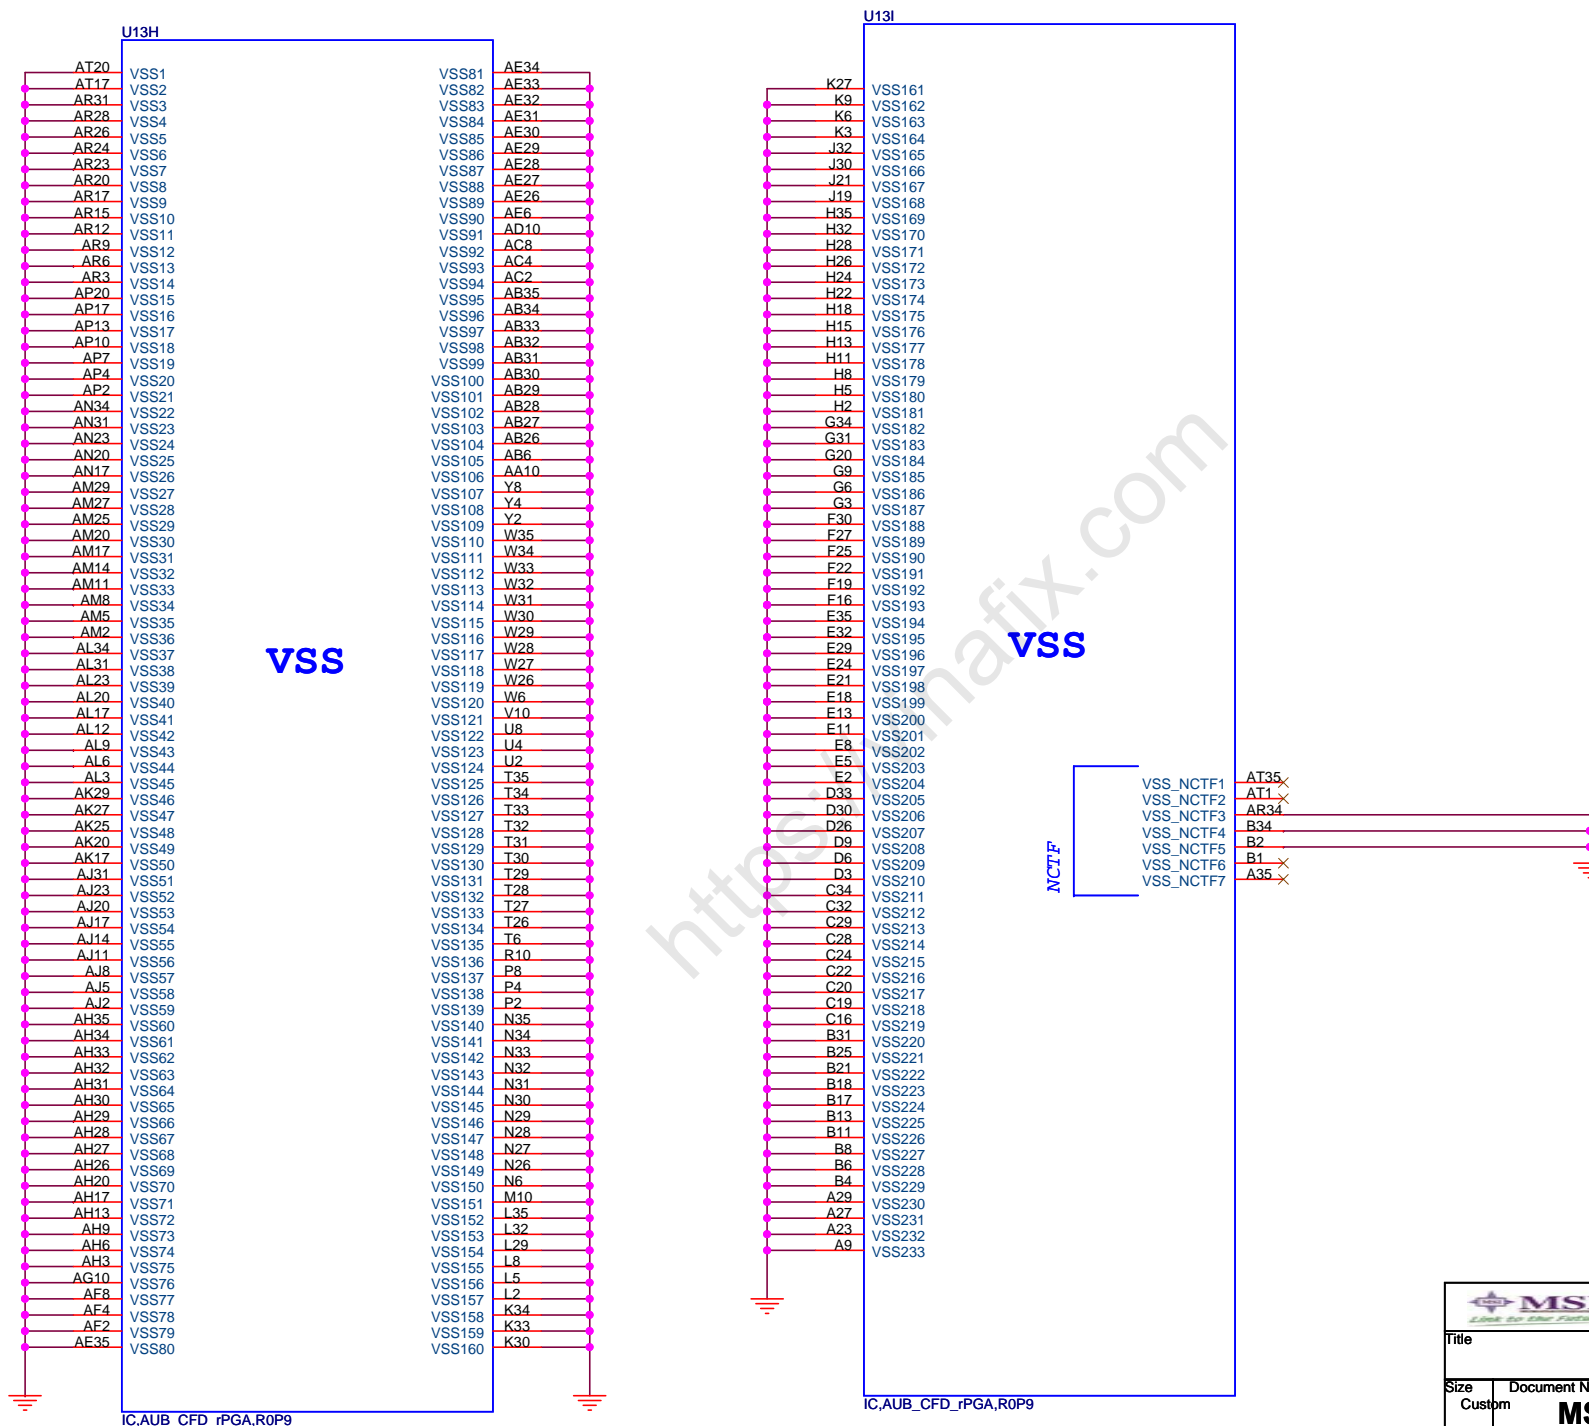 U13H
AT20 VSS1 VSS81 AE34
AT17 VSS2 VSS82 AE33
AR31 VSS3 VSS83 AE32
AR28 VSS4 VSS84 AE31
AR26 VSS5 VSS85 AE30
AR24 VSS6 VSS86 AE29
AR23 VSS7 VSS87 AE28
AR20 VSS8 VSS88 AE27
AR17 VSS9 VSS89 AE26
AR15 VSS10 VSS90 AE6
AR12 VSS11 VSS91 AD10
AR9 VSS12 VSS92 AC8
AR6 VSS13 VSS93 AC4
AR3 VSS14 VSS94 AC2
AP20 VSS15 VSS95 AB35
AP17 VSS16 VSS96 AB34
AP13 VSS17 VSS97 AB33
AP10 VSS18 VSS98 AB32
AP7 VSS19 VSS99 AB31
AP4 VSS20 VSS100 AB30
AP2 VSS21 VSS101 AB29
AN34 VSS22 VSS102 AB28
AN31 VSS23 VSS103 AB27
AN23 VSS24 VSS104 AB26
AN20 VSS25 VSS105 AB6
AN17 VSS26 VSS106 AA10
AM29 VSS27 VSS107 Y8
AM27 VSS28 VSS108 Y4
AM25 VSS29 VSS109 Y2
AM20 VSS30 VSS110 W35
AM17 VSS31 VSS111 W34
AM14 VSS32 VSS112 W33
AM11 VSS33 VSS113 W32
AM8 VSS34 VSS114 W31
AM5 VSS35 VSS115 W30
AM2 VSS36 VSS116 W29
AL34 VSS37 VSS117 W28
AL31 VSS38 VSS118 W27
AL23 VSS39 VSS119 W26
AL20 VSS40 VSS120 W6
AL17 VSS41 VSS121 V10
AL12 VSS42 VSS122 U8
AL9 VSS43 VSS123 U4
AL6 VSS44 VSS124 U2
AL3 VSS45 VSS125 T35
AK29 VSS46 VSS126 T34
AK27 VSS47 VSS127 T33
AK25 VSS48 VSS128 T32
AK20 VSS49 VSS129 T31
AK17 VSS50 VSS130 T30
AJ31 VSS51 VSS131 T29
AJ23 VSS52 VSS132 T28
AJ20 VSS53 VSS133 T27
AJ17 VSS54 VSS134 T26
AJ14 VSS55 VSS135 T6
AJ11 VSS56 VSS136 R10
AJ8 VSS57 VSS137 P8
AJ5 VSS58 VSS138 P4
AJ2 VSS59 VSS139 P2
AH35 VSS60 VSS140 N35
AH34 VSS61 VSS141 N34
AH33 VSS62 VSS142 N33
AH32 VSS63 VSS143 N32
AH31 VSS64 VSS144 N31
AH30 VSS65 VSS145 N30
AH29 VSS66 VSS146 N29
AH28 VSS67 VSS147 N28
AH27 VSS68 VSS148 N27
AH26 VSS69 VSS149 N26
AH20 VSS70 VSS150 N6
AH17 VSS71 VSS151 M10
AH13 VSS72 VSS152 L35
AH9 VSS73 VSS153 L32
AH6 VSS74 VSS154 L29
AH3 VSS75 VSS155 L8
AG10 VSS76 VSS156 L5
AF8 VSS77 VSS157 L2
AF4 VSS78 VSS158 K34
AF2 VSS79 VSS159 K33
AE35 VSS80 VSS160 K30
VSS
IC,AUB_CFD_rPGA,R0P9
U13I
K27 VSS161
K9 VSS162
K6 VSS163
K3 VSS164
J32 VSS165
J30 VSS166
J21 VSS167
J19 VSS168
H35 VSS169
H32 VSS170
H28 VSS171
H26 VSS172
H24 VSS173
H22 VSS174
H18 VSS175
H15 VSS176
H13 VSS177
H11 VSS178
H8 VSS179
H5 VSS180
H2 VSS181
G34 VSS182
G31 VSS183
G20 VSS184
G9 VSS185
G6 VSS186
G3 VSS187
F30 VSS188
F27 VSS189
F25 VSS190
F22 VSS191
F19 VSS192
F16 VSS193
E35 VSS194
E32 VSS195
E29 VSS196
E24 VSS197
E21 VSS198
E18 VSS199
E13 VSS200
E11 VSS201
E8 VSS202
E5 VSS203
E2 VSS204
D33 VSS205
D30 VSS206
D26 VSS207
D9 VSS208
D6 VSS209
D3 VSS210
C34 VSS211
C32 VSS212
C29 VSS213
C28 VSS214
C24 VSS215
C22 VSS216
C20 VSS217
C19 VSS218
C16 VSS219
B31 VSS220
B25 VSS221
B21 VSS222
B18 VSS223
B17 VSS224
B13 VSS225
B11 VSS226
B8 VSS227
B6 VSS228
B4 VSS229
A29 VSS230
A27 VSS231
A23 VSS232
A9 VSS233
VSS
NCTF
VSS_NCTF1 AT35
VSS_NCTF2 AT1
VSS_NCTF3 AR34
VSS_NCTF4 B34
VSS_NCTF5 B2
VSS_NCTF6 B1
VSS_NCTF7 A35
IC,AUB_CFD_rPGA,R0P9
MS
Link to the
Title
Size Document N
Custom MS